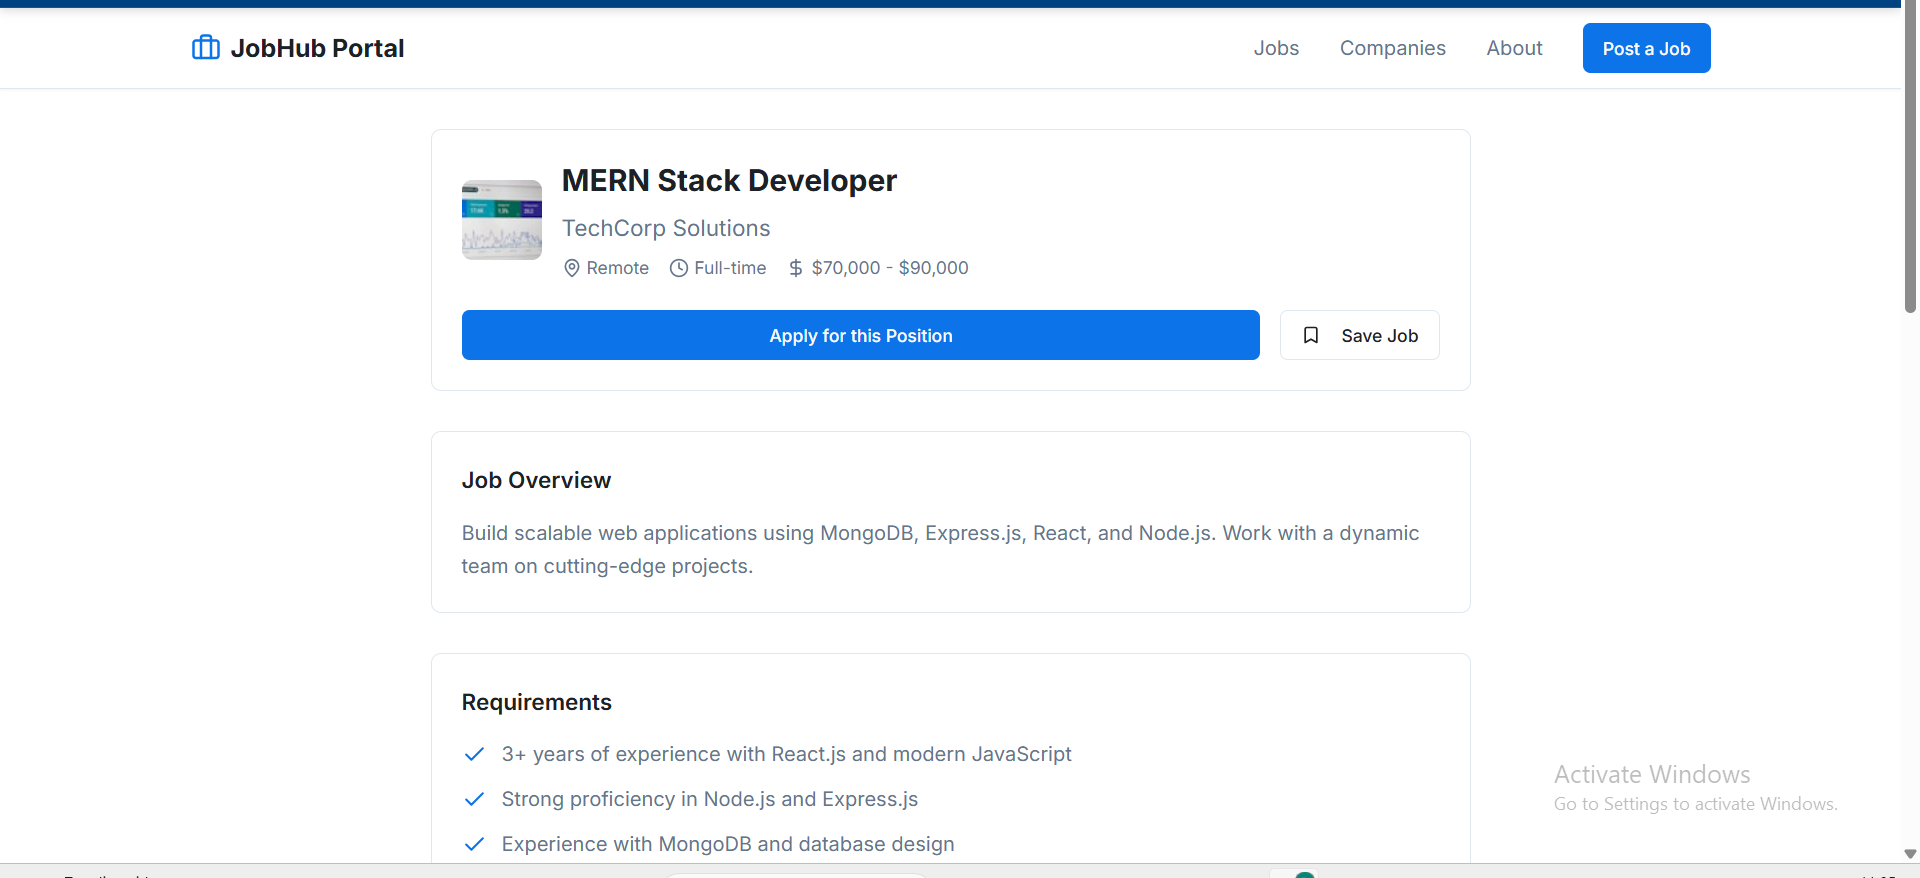 JobHub Portal
Jobs
Companies
About
Post a Job
MERN Stack Developer
TechCorp Solutions
Remote
Full-time
$70,000 - $90,000
Apply for this Position
Save Job
Job Overview
Build scalable web applications using MongoDB, Express.js, React, and Node.js. Work with a dynamic
team on cutting-edge projects.
Requirements
3+ years of experience with React.js and modern JavaScript
Strong proficiency in Node.js and Express.js
Experience with MongoDB and database design
Activate Windows
Go to Settings to activate Windows.